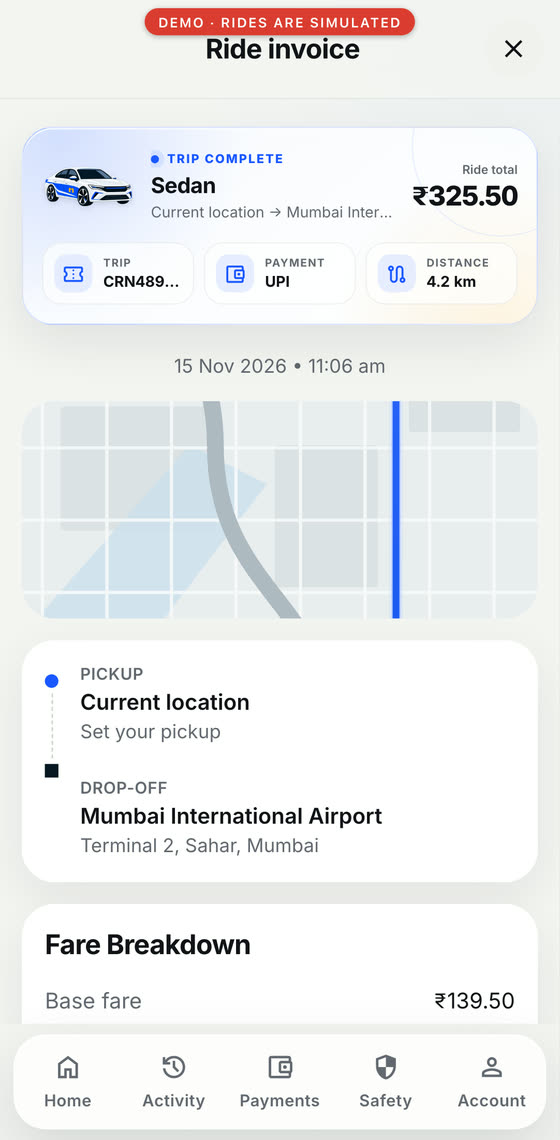 DEMO · RIDES ARE SIMULATED
Ride invoice
TRIP COMPLETE
Sedan
Current location → Mumbai Inter...
Ride total
₹325.50
TRIP
CRN489...
PAYMENT
UPI
DISTANCE
4.2 km
15 Nov 2026 • 11:06 am
PICKUP
Current location
Set your pickup
DROP-OFF
Mumbai International Airport
Terminal 2, Sahar, Mumbai
Fare Breakdown
Base fare ₹139.50
Home Activity Payments Safety Account